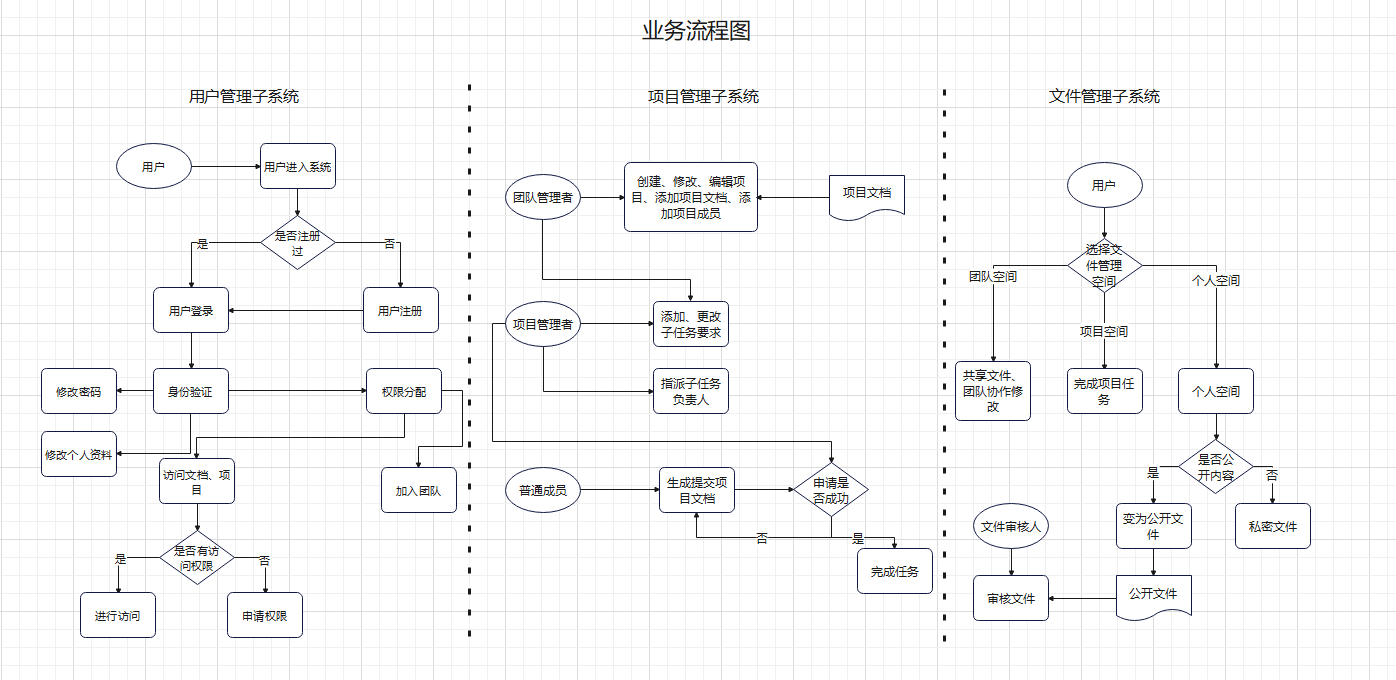 业务流程图
用户管理子系统
用户
用户进入系统
是否注册
过
是
否
用户登录
用户注册
修改密码
身份验证
权限分配
修改个人资料
访问文档、项
目
加入团队
是否有访
问权限
是
否
进行访问
申请权限
项目管理子系统
团队管理者
创建、修改、编辑项
目、添加项目文档、添
加项目成员
项目文档
项目管理者
添加、更改
子任务要求
指派子任务
负责人
普通成员
生成提交项
目文档
申请是
否成功
否
是
完成任务
文件管理子系统
用户
选择文
件管理
空间
团队空间
个人空间
项目空间
共享文件、
团队协作修
改
完成项目任
务
个人空间
是否公
开内容
是
否
文件审核人
变为公开文
件
私密文件
审核文件
公开文件